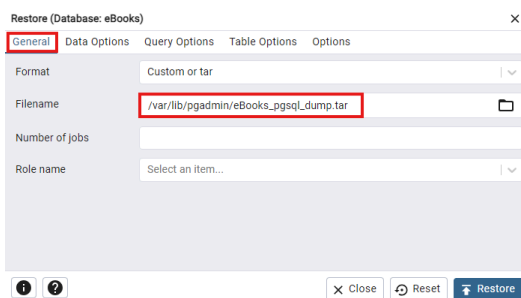 Restore (Database: eBooks)
General Data Options Query Options Table Options Options
Format Custom or tar
Filename /var/lib/pgadmin/eBooks_pgsql_dump.tar
Number of jobs
Role name Select an item...
Close Reset Restore